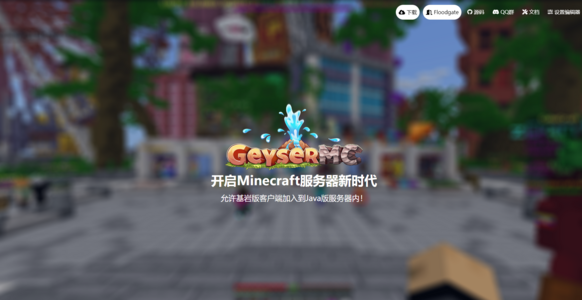 下载 Floodgate 源码 QQ群 文档 设置编辑器
GeyserMC
开启Minecraft服务器新时代
允许基岩版客户端加入到Java版服务器内!